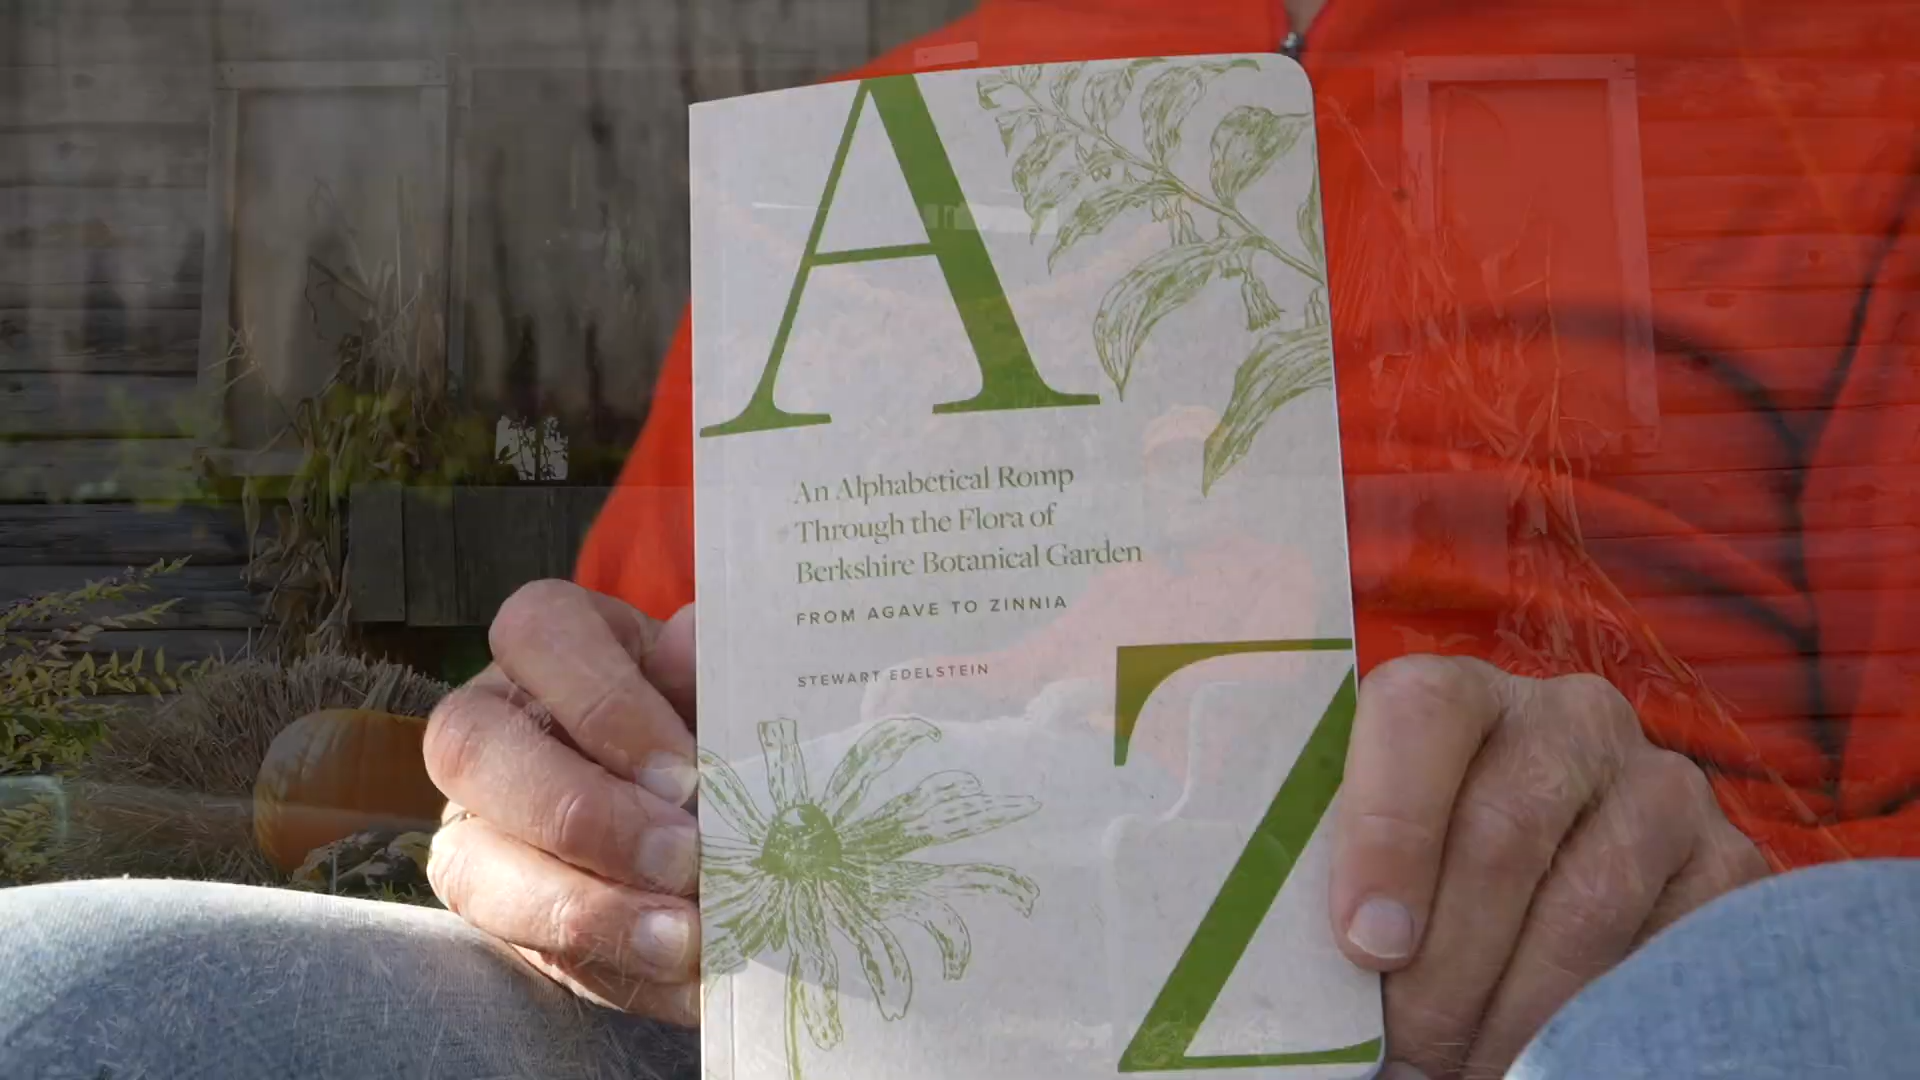 A
An Alphabetical Romp
Through the Flora of
Berkshire Botanical Garden
FROM AGAVE TO ZINNIA
STEWART EDELSTEIN
Z